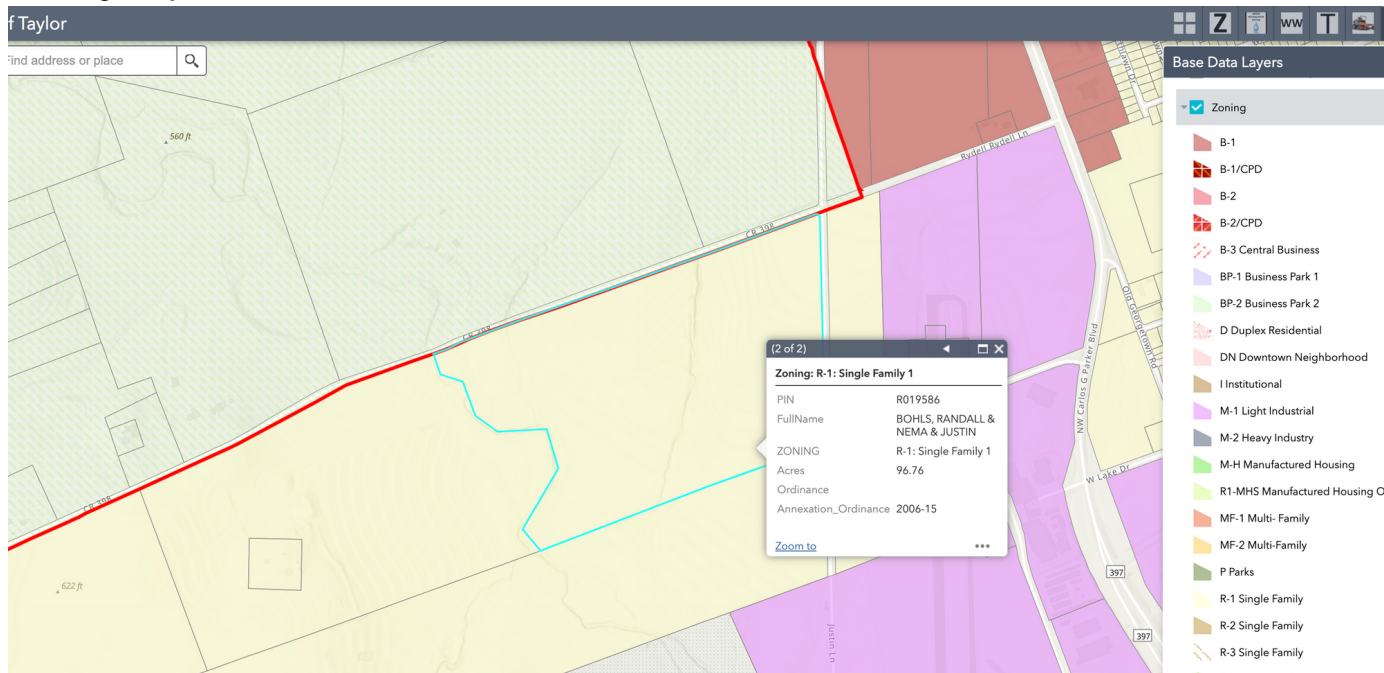 f Taylor
Z
WW
T
Find address or place
Base Data Layers
Zoning
B-1
B-1/CPD
B-2
B-2/CPD
B-3 Central Business
BP-1 Business Park 1
BP-2 Business Park 2
D Duplex Residential
DN Downtown Neighborhood
I Institutional
M-1 Light Industrial
M-2 Heavy Industry
M-H Manufactured Housing
R1-MHS Manufactured Housing O
MF-1 Multi- Family
MF-2 Multi-Family
P Parks
R-1 Single Family
R-2 Single Family
R-3 Single Family
560 ft
Rydell Rydell Ln
CR 398
CR 398
CR 398
Old Georgetown Rd
NW Carlos G Parker Blvd
W Lake Dr
397
397
Justin Ln
622 ft
(2 of 2)
Zoning: R-1: Single Family 1
PIN R019586
FullName BOHLS, RANDALL &
NEMA & JUSTIN
ZONING R-1: Single Family 1
Acres 96.76
Ordinance
Annexation_Ordinance 2006-15
Zoom to